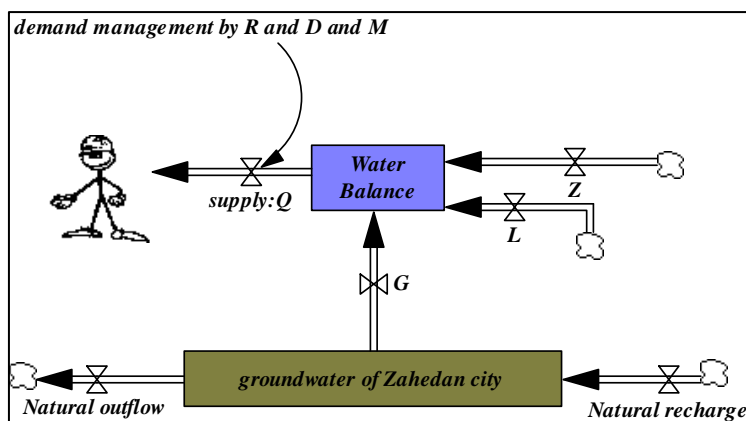 demand management by R and D and M
Water
Balance
supply:Q
Z
L
G
groundwater of Zahedan city
Natural outflow
Natural recharge